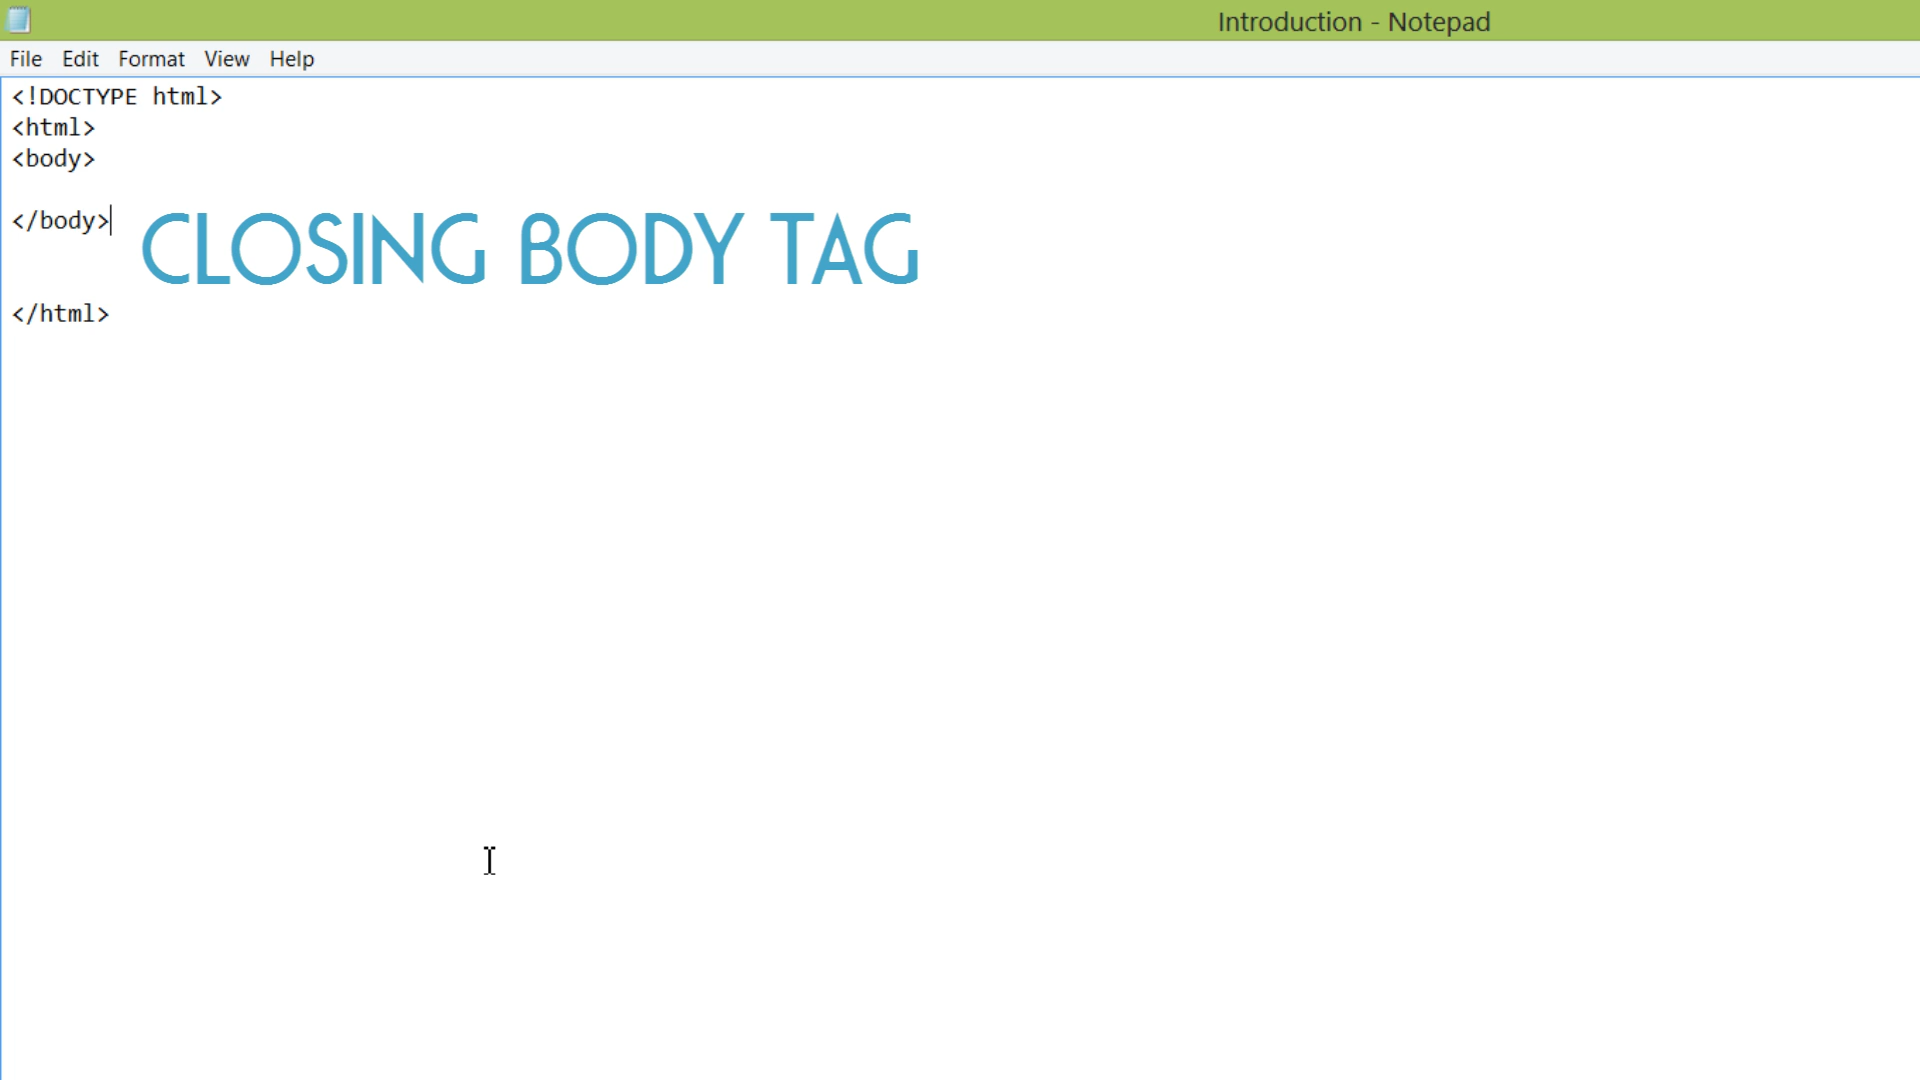 Introduction - Notepad
File Edit Format View Help
<!DOCTYPE html>
<html>
<body>
</body>
CLOSING BODY TAG
</html>